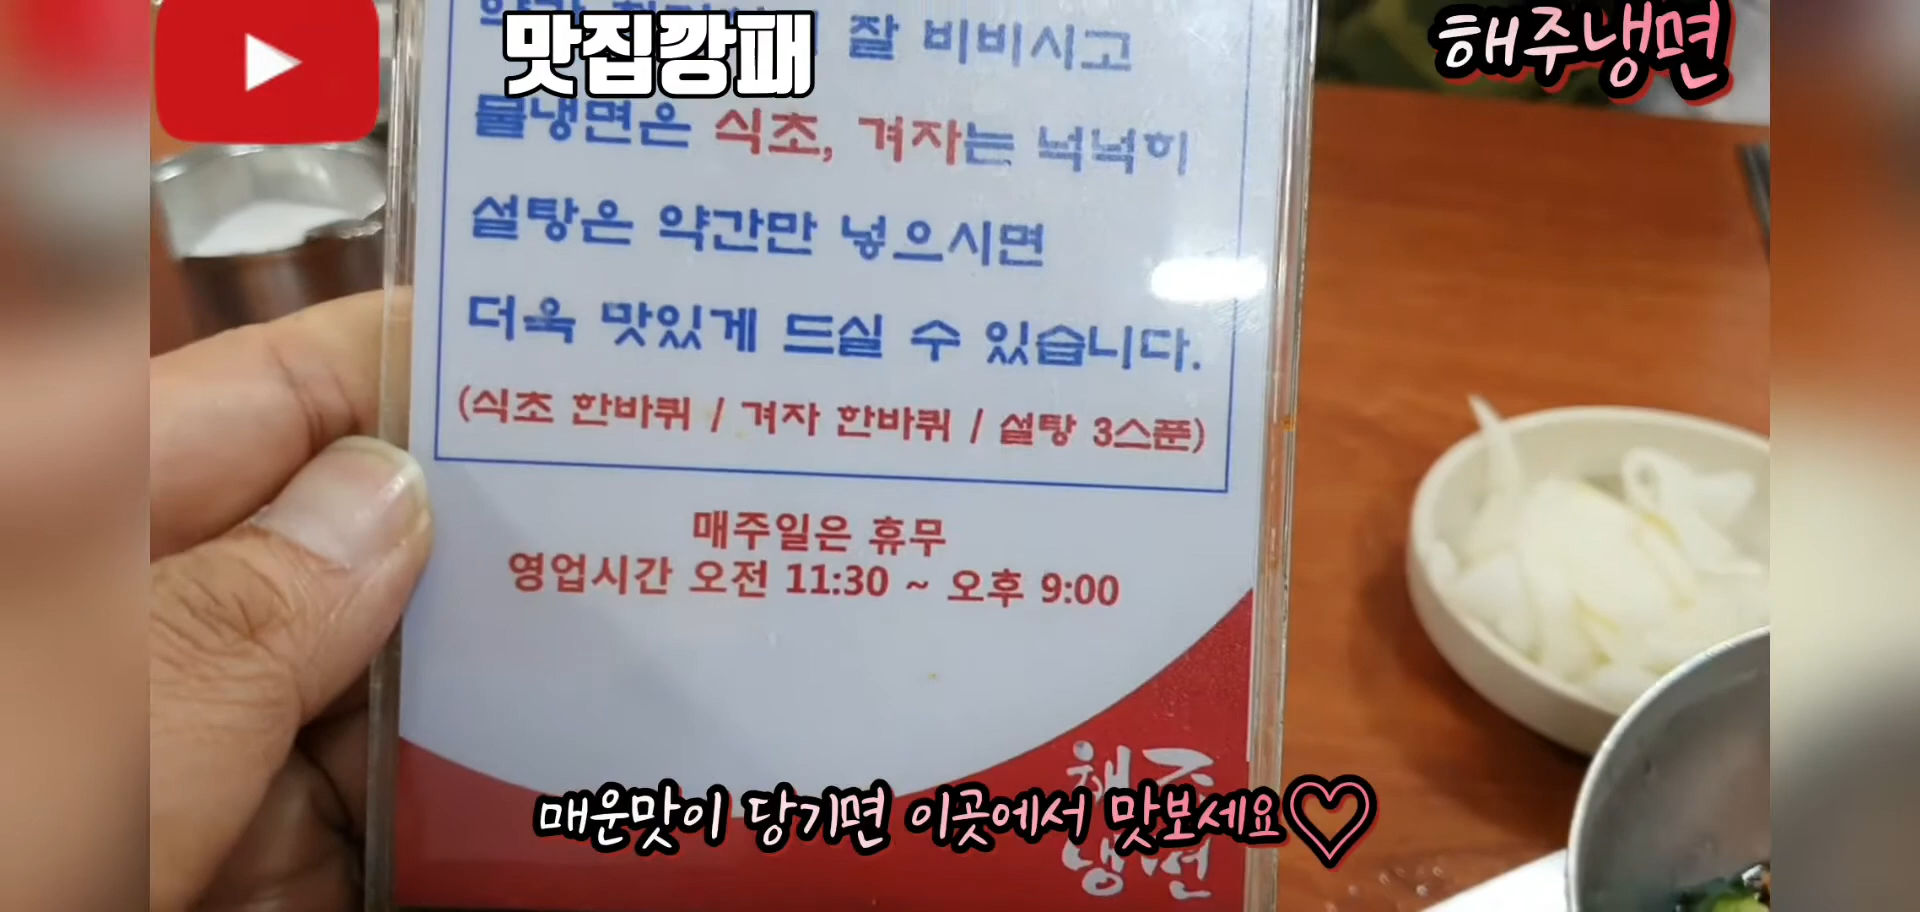 맛집깡패
해주냉면
잘 비비시고
물냉면은 식초, 겨자는 넉넉히
설탕은 약간만 넣으시면
더욱 맛있게 드실 수 있습니다.
(식초 한바퀴 / 겨자 한바퀴 / 설탕 3스푼)
매주일은 휴무
영업시간 오전 11:30 ~ 오후 9:00
해주
냉면
매운맛이 당기면 이곳에서 맛보세요♡